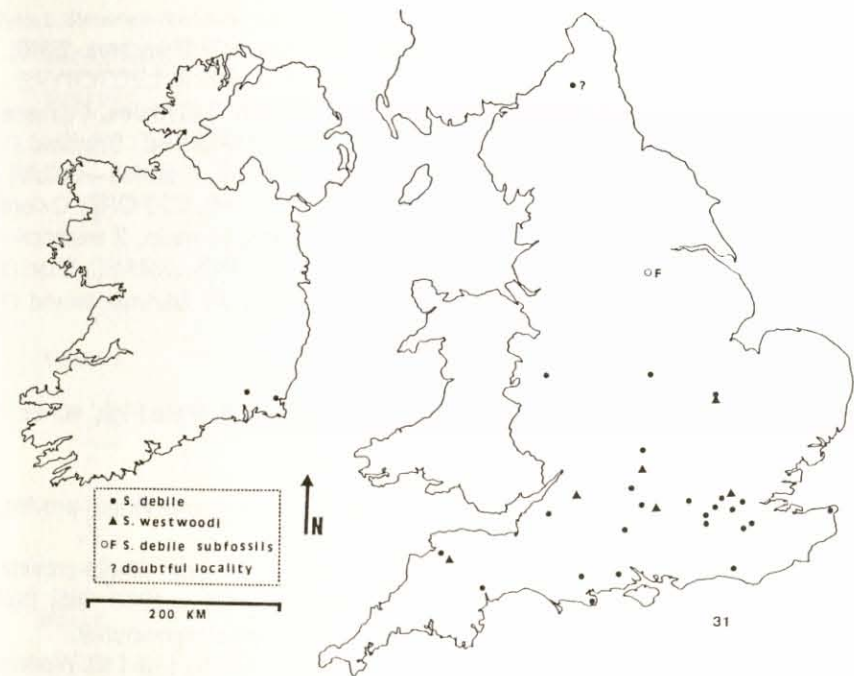 ?
F
S. debile
S. westwoodi
F S. debile subfossils
? doubtful locality
200 KM
N
31